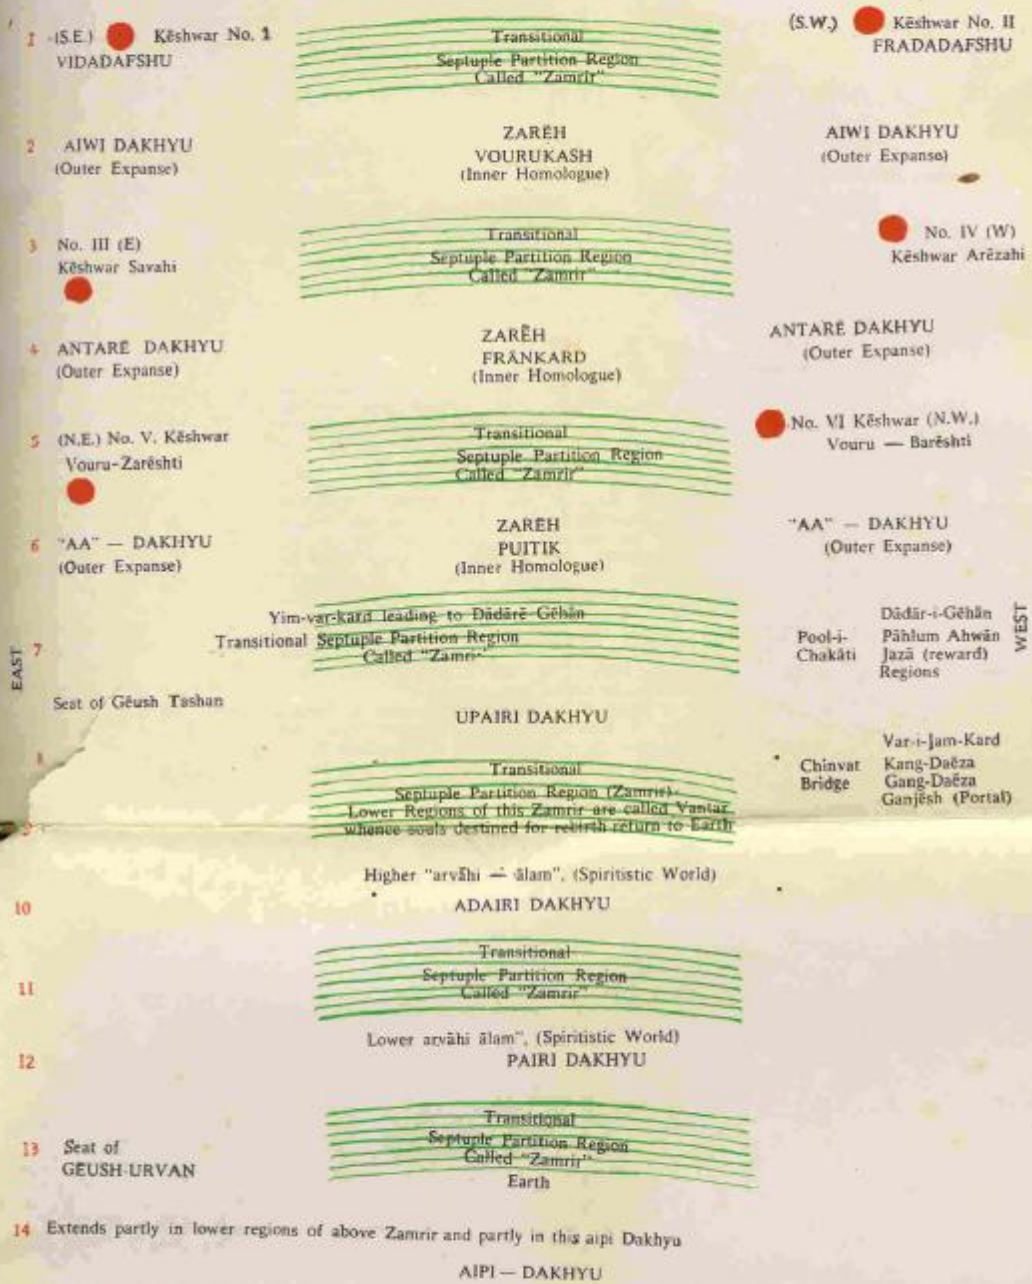 1 (S.E.) Kēshwar No. 1
VIDADAFSHU
Transitional
Septuple Partition Region
Called "Zamrir"
(S.W.) Kēshwar No. II
FRADADAFSHU
2 AIWI DAKHYU
(Outer Expanse)
ZARĒH
VOURUKASH
(Inner Homologue)
AIWI DAKHYU
(Outer Expanse)
3 No. III (E)
Kēshwar Savahi
Transitional
Septuple Partition Region
Called "Zamrir"
No. IV (W)
Kēshwar Arēzahi
4 ANTARĒ DAKHYU
(Outer Expanse)
ZARĒH
FRĀNKARD
(Inner Homologue)
ANTARĒ DAKHYU
(Outer Expanse)
5 (N.E.) No. V. Kēshwar
Vouru-Zarēshti
Transitional
Septuple Partition Region
Called "Zamrir"
No. VI Kēshwar (N.W.)
Vouru — Barēshti
6 "AA" — DAKHYU
(Outer Expanse)
ZARĒH
PUITIK
(Inner Homologue)
"AA" — DAKHYU
(Outer Expanse)
EAST
7
Yim-var-kard leading to Dādārē Gēhān
Transitional Septuple Partition Region
Called "Zamri-"
Pool-i-
Chakāti
Dādār-i-Gēhān
Pāhlum Ahwān
Jazā (reward)
Regions
WEST
Seat of Gēush Tashan
UPAIRI DAKHYU
Transitional
Septuple Partition Region (Zamrir)
Lower Regions of this Zamrir are called Vantar
whence souls destined for rebirth return to Earth
Chinvat
Bridge
Var-i-Jam-Kard
Kang-Daēza
Gang-Daēza
Ganjēsh (Portal)
9
Higher "arvāhi — ālam", (Spiritistic World)
10 ADAIRI DAKHYU
11
Transitional
Septuple Partition Region
Called "Zamrir"
Lower arvāhi ālam", (Spiritistic World)
12 PAIRI DAKHYU
13 Seat of
GĒUSH-URVAN
Transitional
Septuple Partition Region
Called "Zamrir"
Earth
14 Extends partly in lower regions of above Zamrir and partly in this aipi Dakhyu
AIPI — DAKHYU